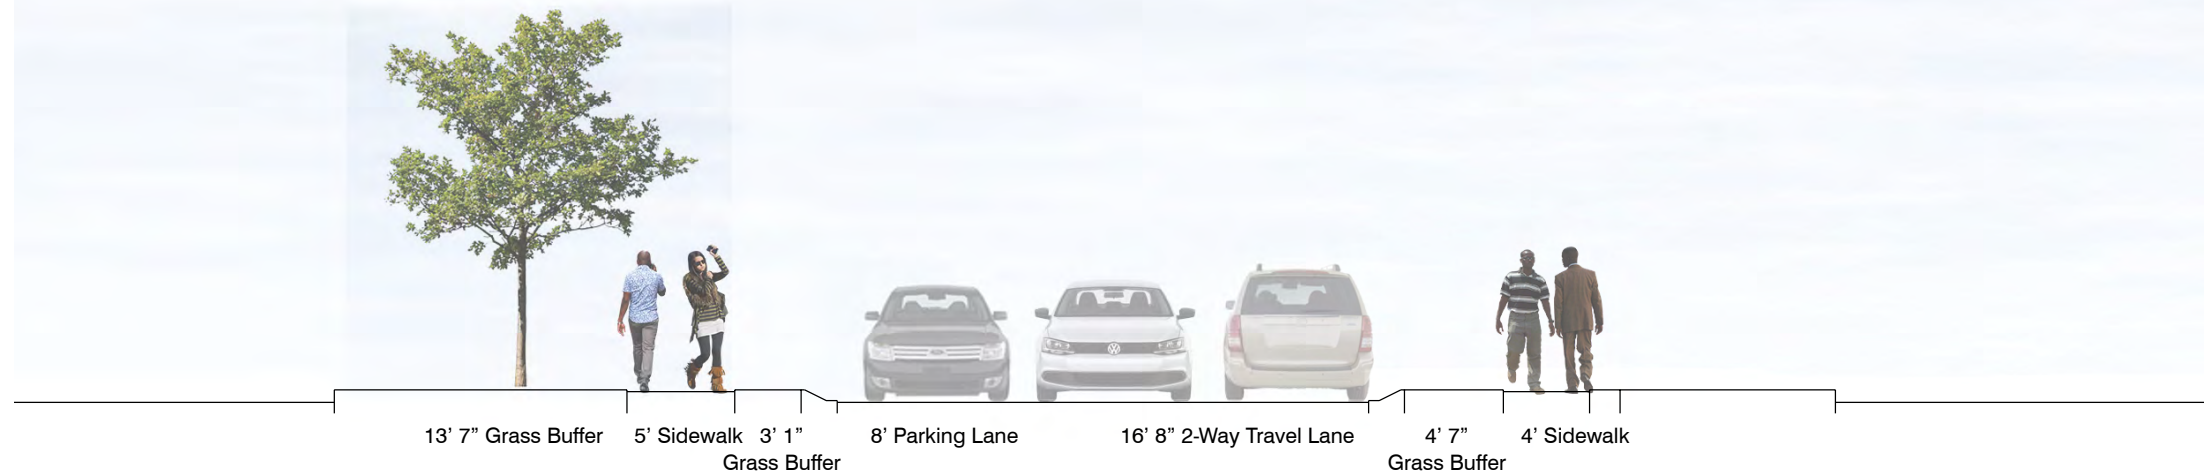 13’ 7” Grass Buffer
5’ Sidewalk
3’ 1”
Grass Buffer
8’ Parking Lane
16’ 8” 2-Way Travel Lane
4’ 7”
Grass Buffer
4’ Sidewalk